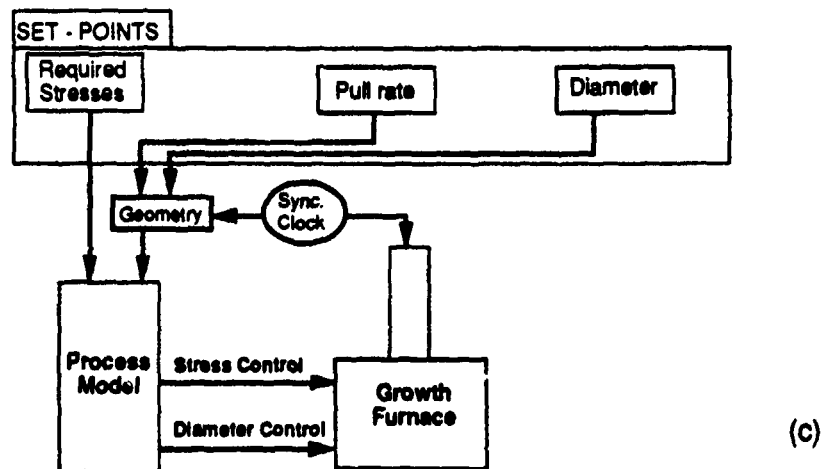 SET - POINTS
Required
Stresses
Pull rate
Diameter
Geometry
Sync.
Clock
Process
Model
Stress Control
Growth
Furnace
Diameter Control
(c)